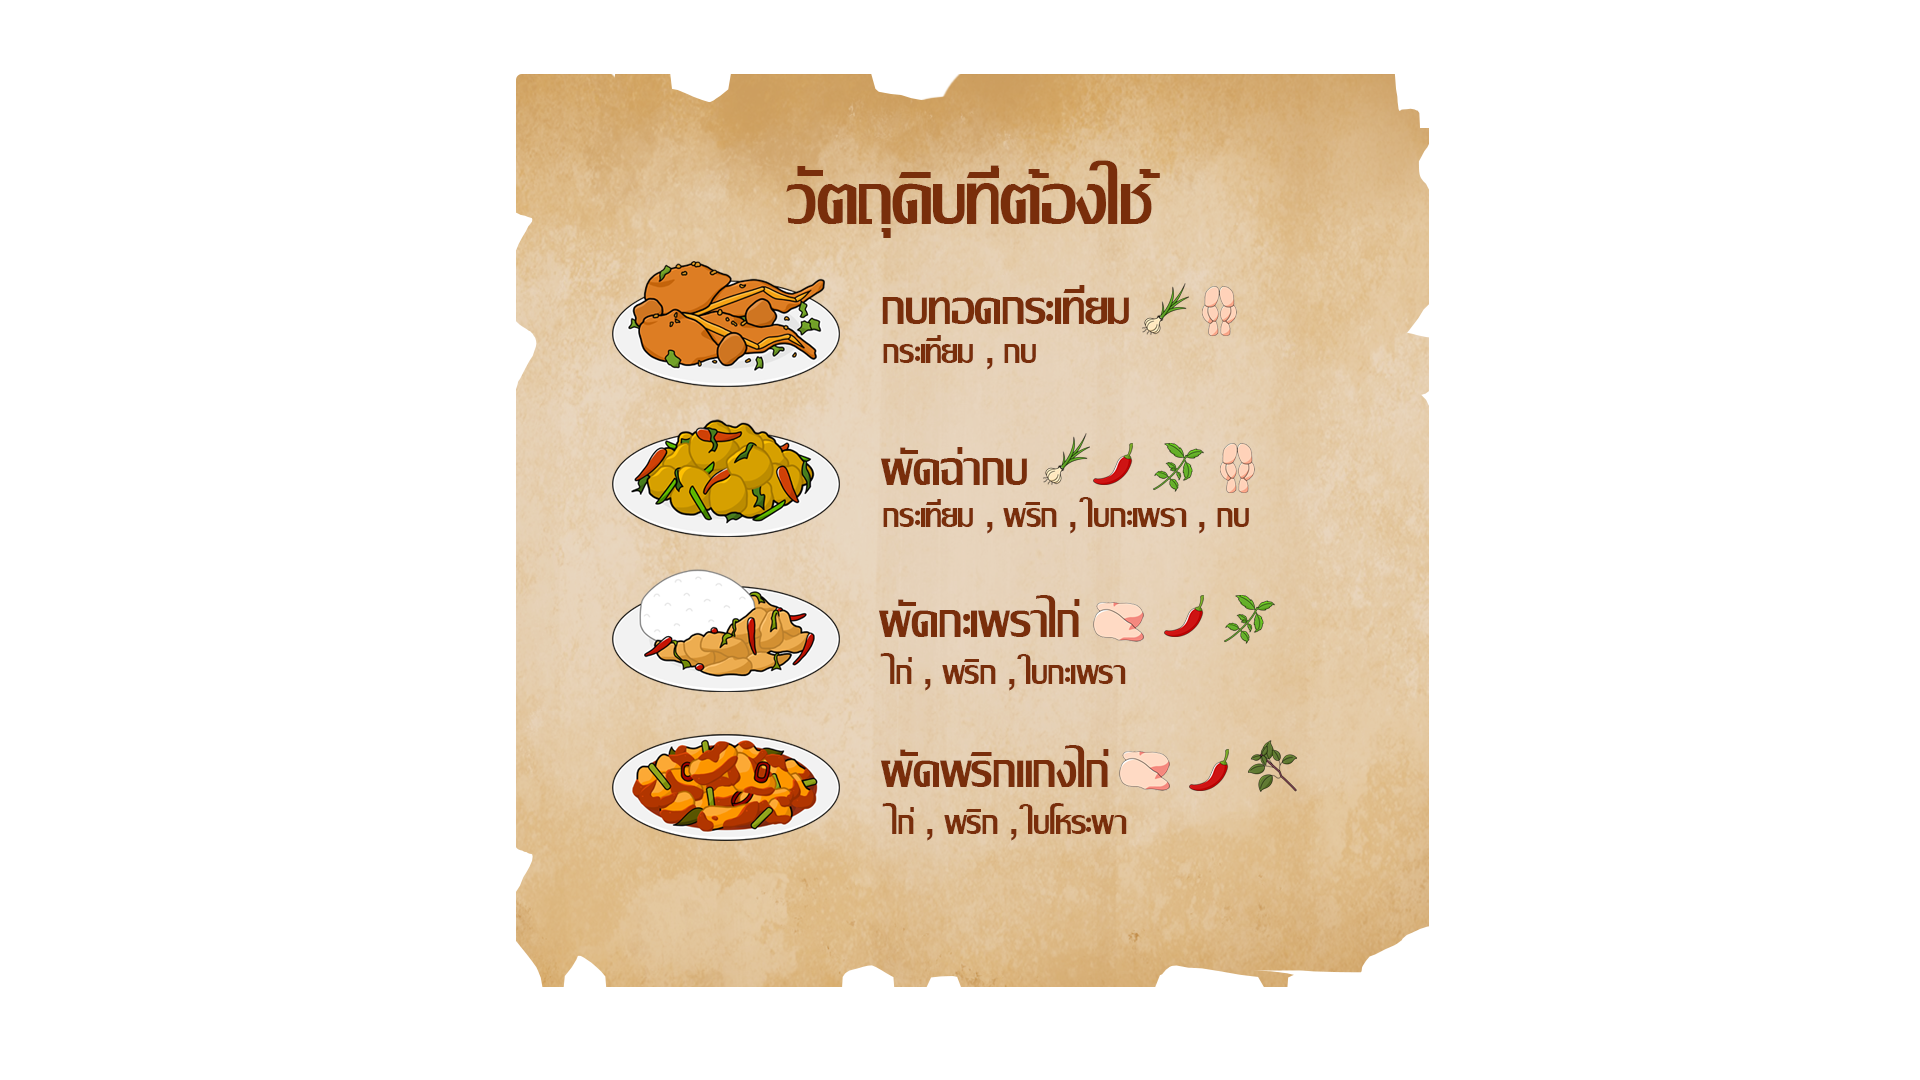 วัตถุดิบที่ต้องใช้
กบทอดกระเทียม
กระเทียม , กบ
ผัดฉ่ากบ
กระเทียม , พริก , ใบกะเพรา , กบ
ผัดกะเพราไก่
ไก่ , พริก , ใบกะเพรา
ผัดพริกแกงไก่
ไก่ , พริก , ใบโหระพา